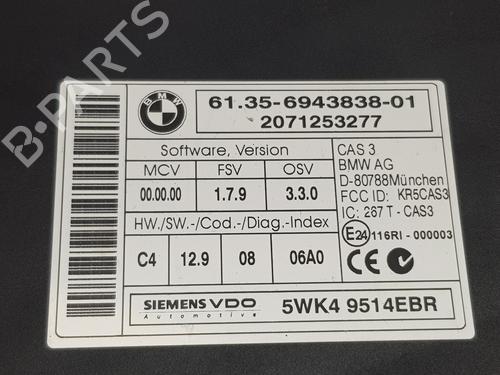 B-PARTS
BMW
61.35-6943838-01
2071253277
Software, Version
MCV FSV OSV
00.00.00 1.7.9 3.3.0
HW./SW.-/Cod.-/Diag.-Index
C4 12.9 08 06A0
CAS 3
BMW AG
D-80788München
FCC ID: KR5CAS3
IC: 267 T - CAS3
E24 116RI - 000003
CE
SIEMENS VDO
Automotive
5WK4 9514EBR